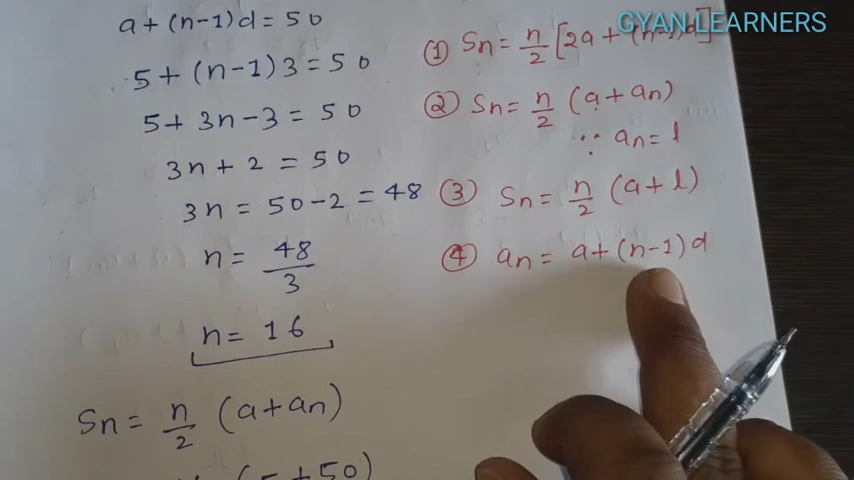 GYAN LEARNERS
a + (n-1)d = 50
5 + (n-1)3 = 50
5 + 3n - 3 = 50
3n + 2 = 50
3n = 50 - 2 = 48
n = 48/3
n = 16
Sn = n/2 (a + an)
(5 + 50)
① Sn = n/2 [2a + (n-1)d]
② Sn = n/2 (a + an)
∵ an = l
③ Sn = n/2 (a + l)
④ an = a + (n-1)d